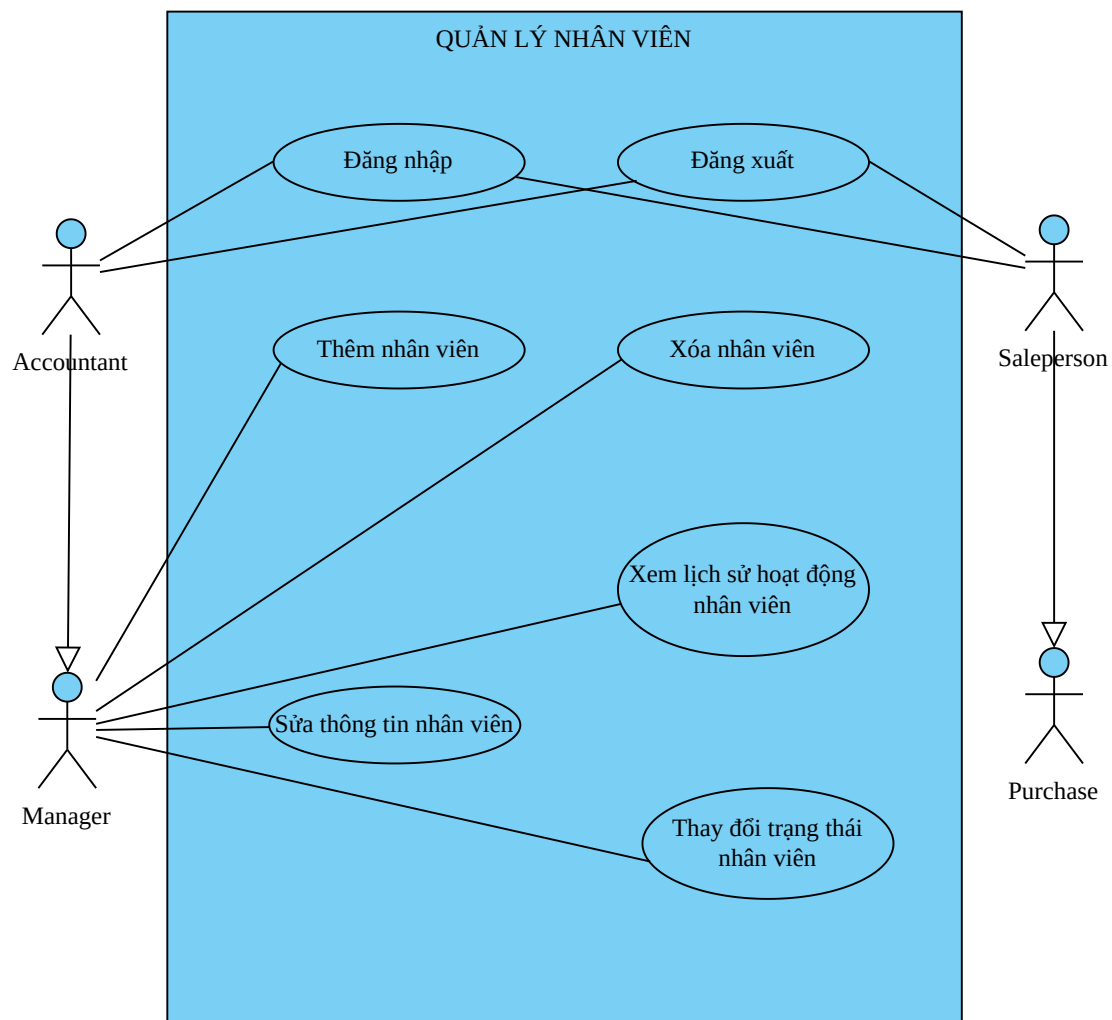 QUẢN LÝ NHÂN VIÊN
Đăng nhập
Đăng xuất
Accountant
Thêm nhân viên
Xóa nhân viên
Saleperson
Xem lịch sử hoạt động
nhân viên
Sửa thông tin nhân viên
Manager
Purchase
Thay đổi trạng thái
nhân viên